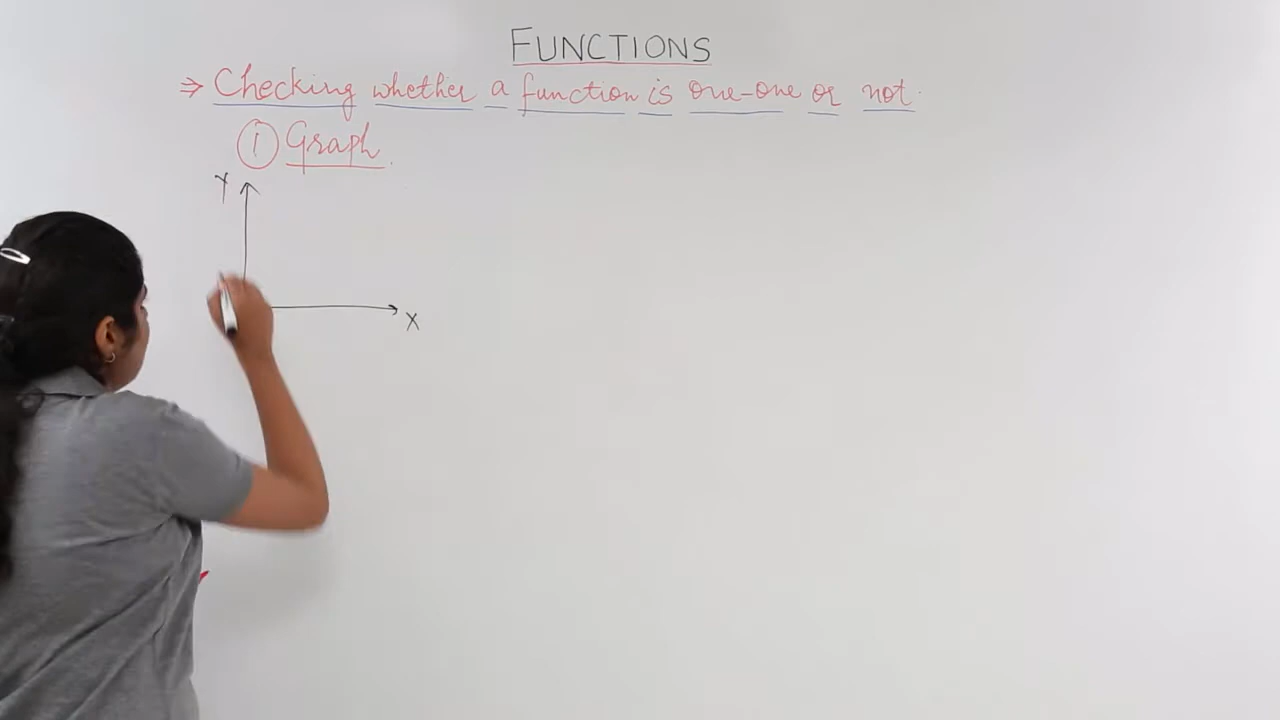 FUNCTIONS
⇒ Checking whether a function is one-one or not.
① Graph.
Y
X